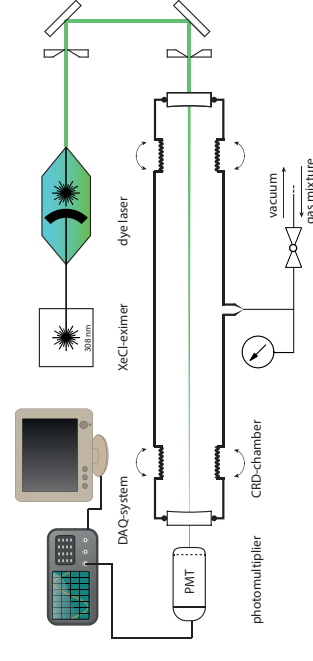 dye laser
XeCl-eximer
308 nm
DAQ-system
vacuum
gas mixture
CRD-chamber
PMT
photomultiplier